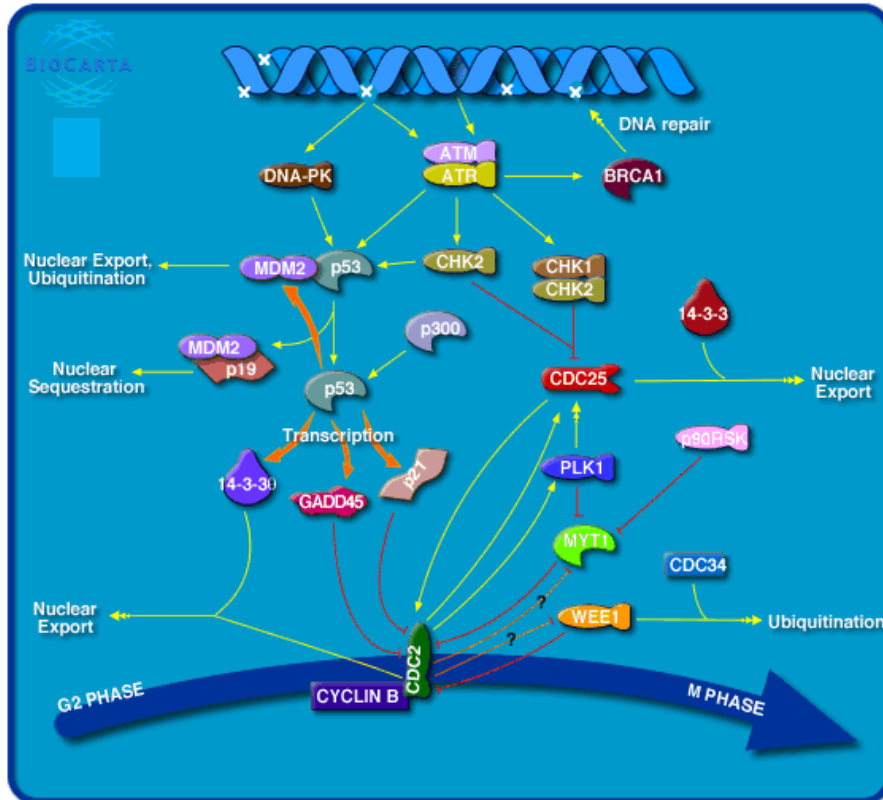 BIOCARTA
DNA repair
ATM
ATR
DNA-PK
BRCA1
Nuclear Export,
Ubiquitination
MDM2
p53
CHK2
CHK1
CHK2
14-3-3
p300
MDM2
p19
Nuclear
Sequestration
CDC25
Nuclear
Export
p53
Transcription
p90RSK
14-3-3θ
GADD45
p21
PLK1
MYT1
CDC34
Nuclear
Export
?
WEE1
Ubiquitination
?
CDC2
CYCLIN B
G2 PHASE
M PHASE